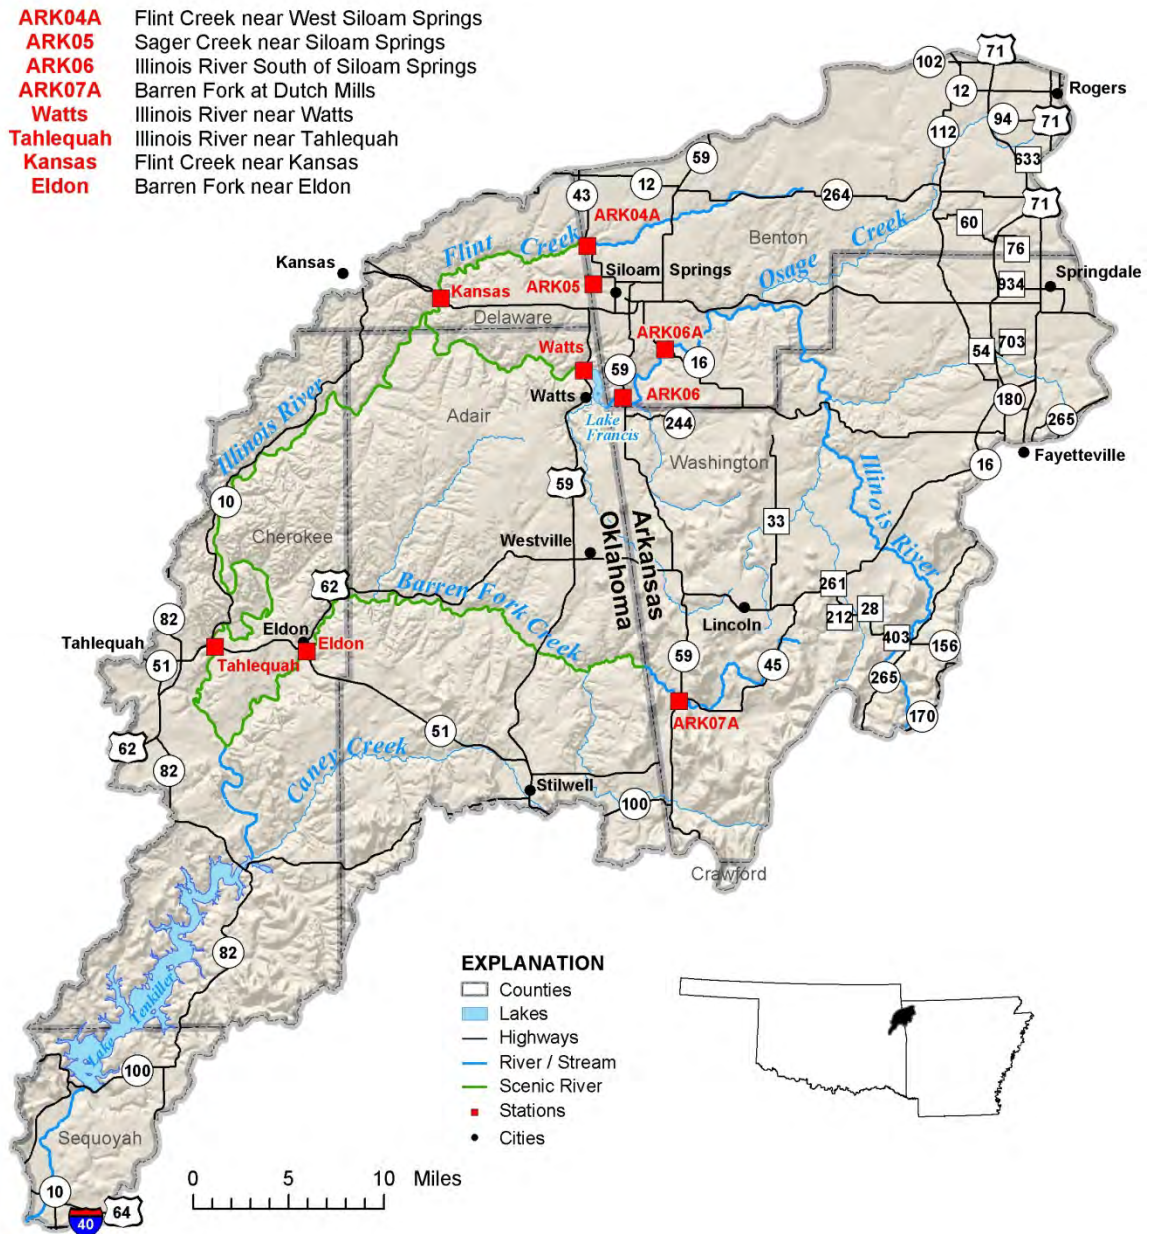 ARK04A Flint Creek near West Siloam Springs
ARK05 Sager Creek near Siloam Springs
ARK06 Illinois River South of Siloam Springs
ARK07A Barren Fork at Dutch Mills
Watts Illinois River near Watts
Tahlequah Illinois River near Tahlequah
Kansas Flint Creek near Kansas
Eldon Barren Fork near Eldon
71
102
12
Rogers
94
71
112
59
633
12
43
264
71
ARK04A
60
Benton
Flint Creek
Osage Creek
76
Kansas
Siloam Springs
Springdale
ARK05
934
Kansas
Delaware
ARK06A
Watts
703
54
59
16
Watts
ARK06
180
Illinois River
Adair
Lake
Francis
244
265
Fayetteville
Washington
16
59
Illinois River
10
33
Cherokee
Arkansas
Oklahoma
Westville
62
Barren Fork Creek
261
82
28
212
Lincoln
Eldon
Eldon
403
Tahlequah
156
51
Tahlequah
59
45
265
ARK07A
170
62
51
Caney Creek
82
Stilwell
100
Crawford
82
Lake Tenkiller
100
Sequoyah
10
40
64
EXPLANATION
Counties
Lakes
Highways
River / Stream
Scenic River
Stations
Cities
0 5 10 Miles